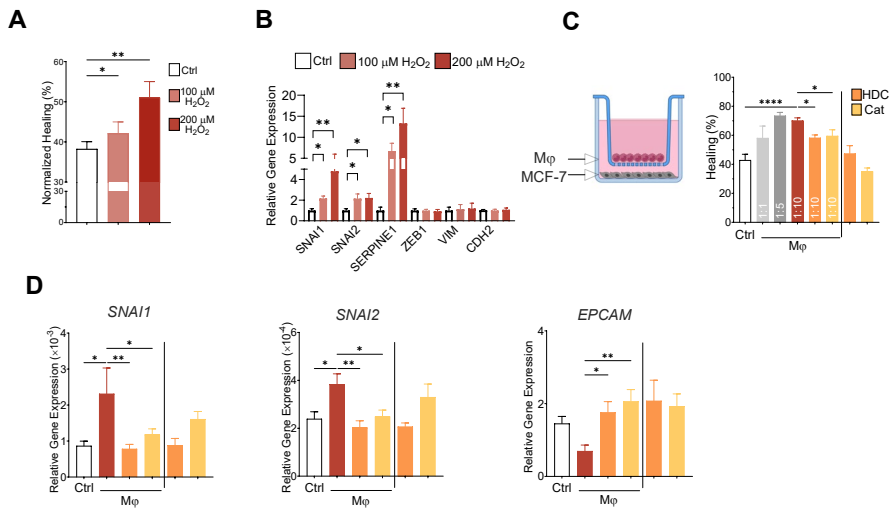 A
Ctrl
100 μM
H₂O₂
200 μM
H₂O₂
Normalized Healing (%)
60
50
40
30
30
0
*
**
B
Ctrl
100 μM H₂O₂
200 μM H₂O₂
Relative Gene Expression
20
15
10
5
4
2
0
**
*
*
*
**
*
SNAI1
SNAI2
SERPINE1
ZEB1
VIM
CDH2
C
Mφ
MCF-7
HDC
Cat
Healing (%)
100
80
60
40
20
0
****
*
*
1:1
1:5
1:10
1:10
1:10
Ctrl
Mφ
D
SNAI1
Relative Gene Expression (×10⁻³)
3
2
1
0
*
**
*
Ctrl
Mφ
SNAI2
Relative Gene Expression (×10⁻⁴)
6
4
2
0
*
**
*
Ctrl
Mφ
EPCAM
Relative Gene Expression
4
2
0
*
**
Ctrl
Mφ